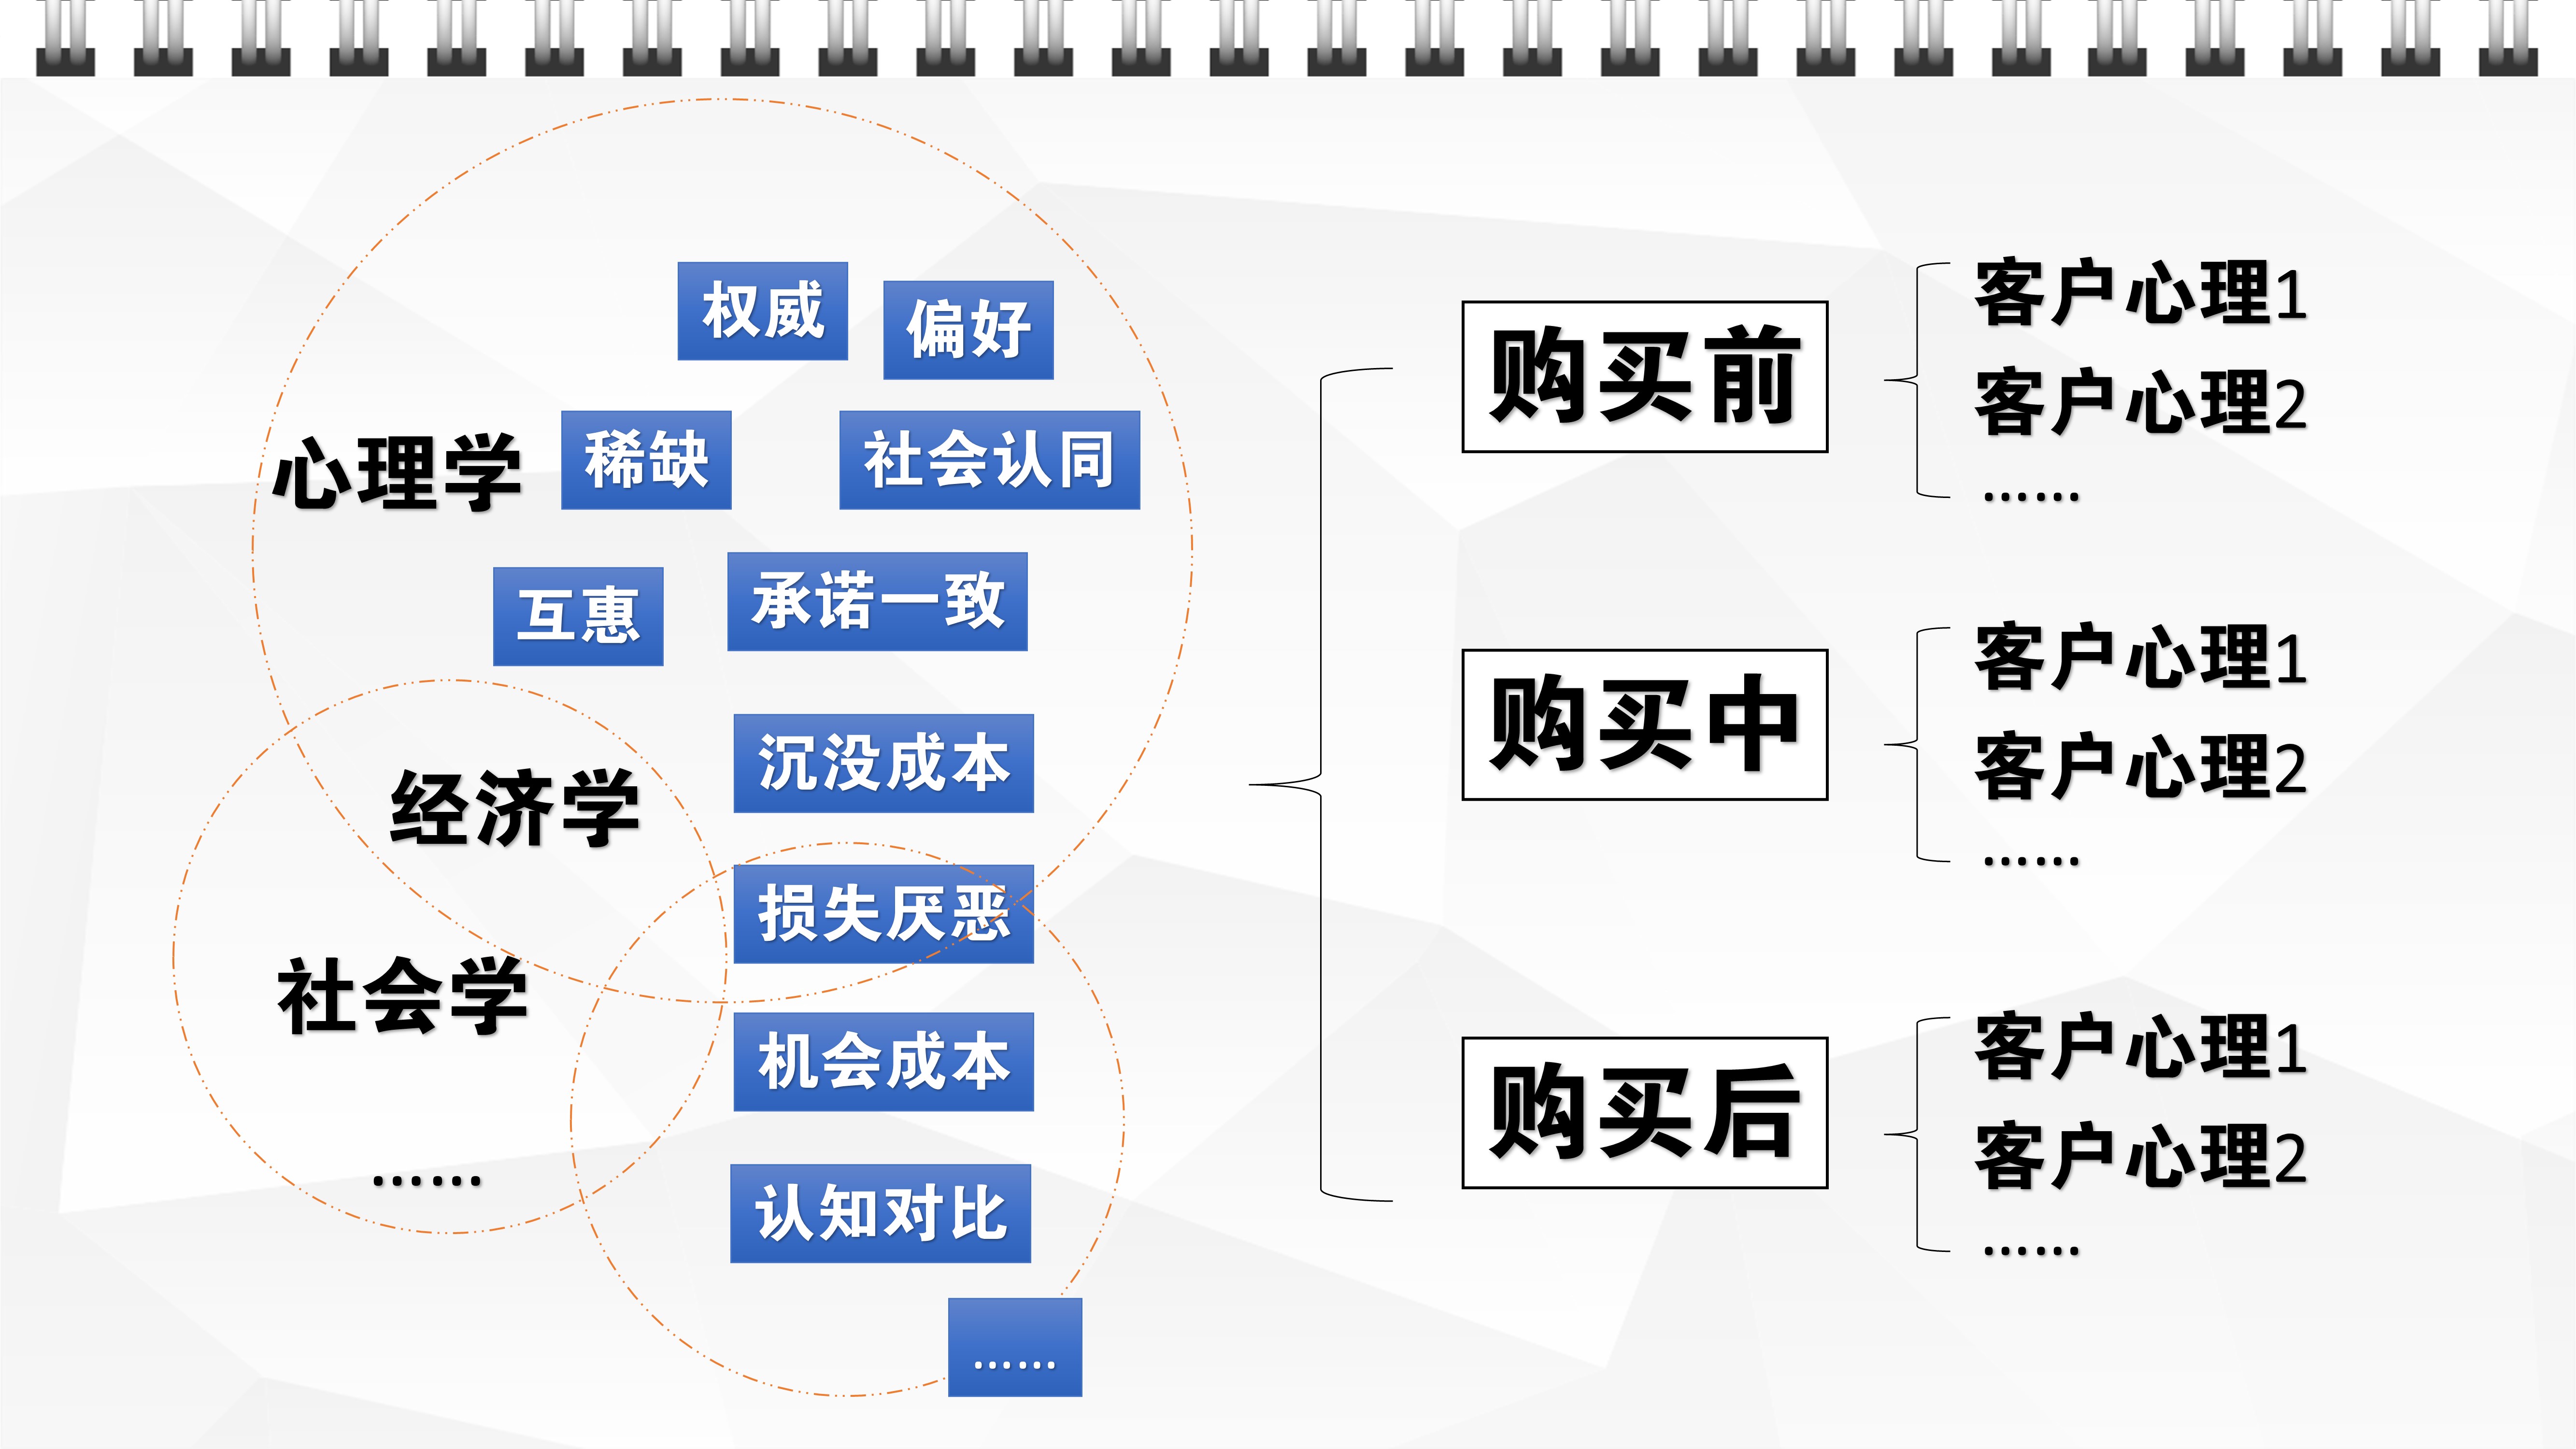 权威
偏好
心理学
稀缺
社会认同
互惠
承诺一致
沉没成本
经济学
损失厌恶
社会学
机会成本
……
认知对比
……
购买前
客户心理1
客户心理2
……
购买中
客户心理1
客户心理2
……
购买后
客户心理1
客户心理2
……